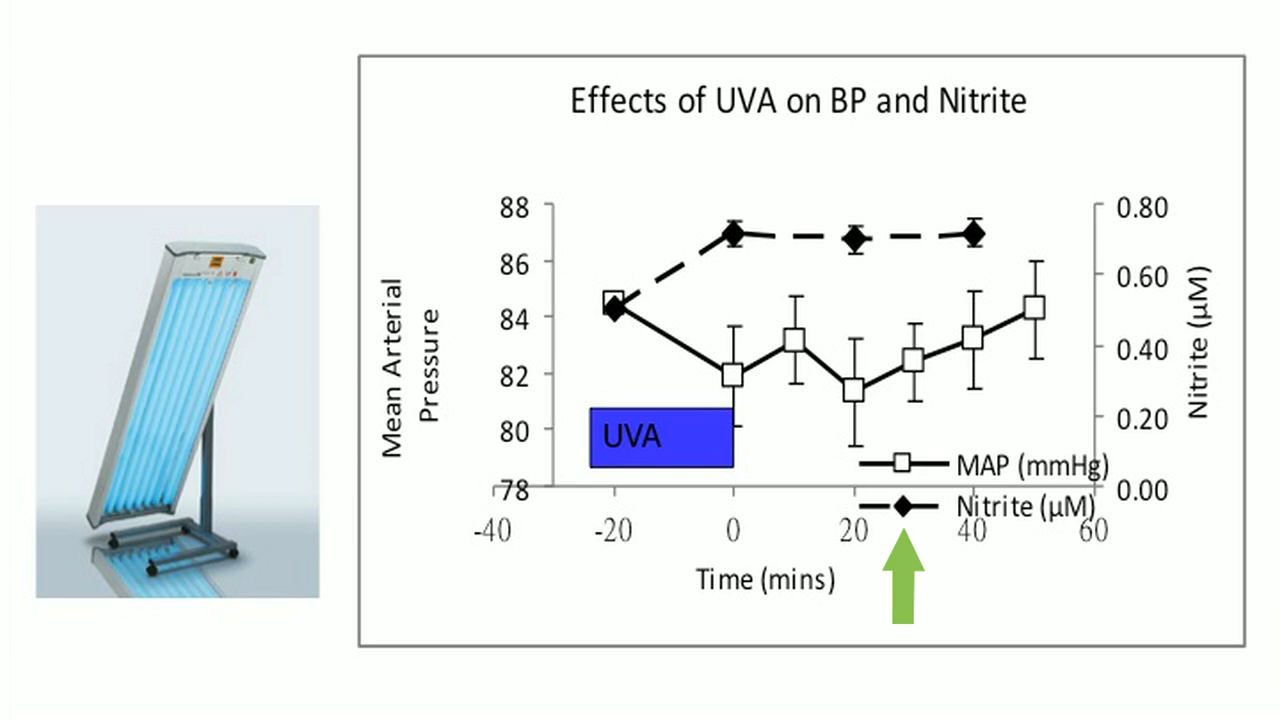 Effects of UVA on BP and Nitrite
88
86
84
82
80
78
Mean Arterial
Pressure
0.80
0.60
0.40
0.20
0.00
Nitrite (µM)
UVA
MAP (mmHg)
Nitrite (µM)
-40 -20 0 20 40 60
Time (mins)